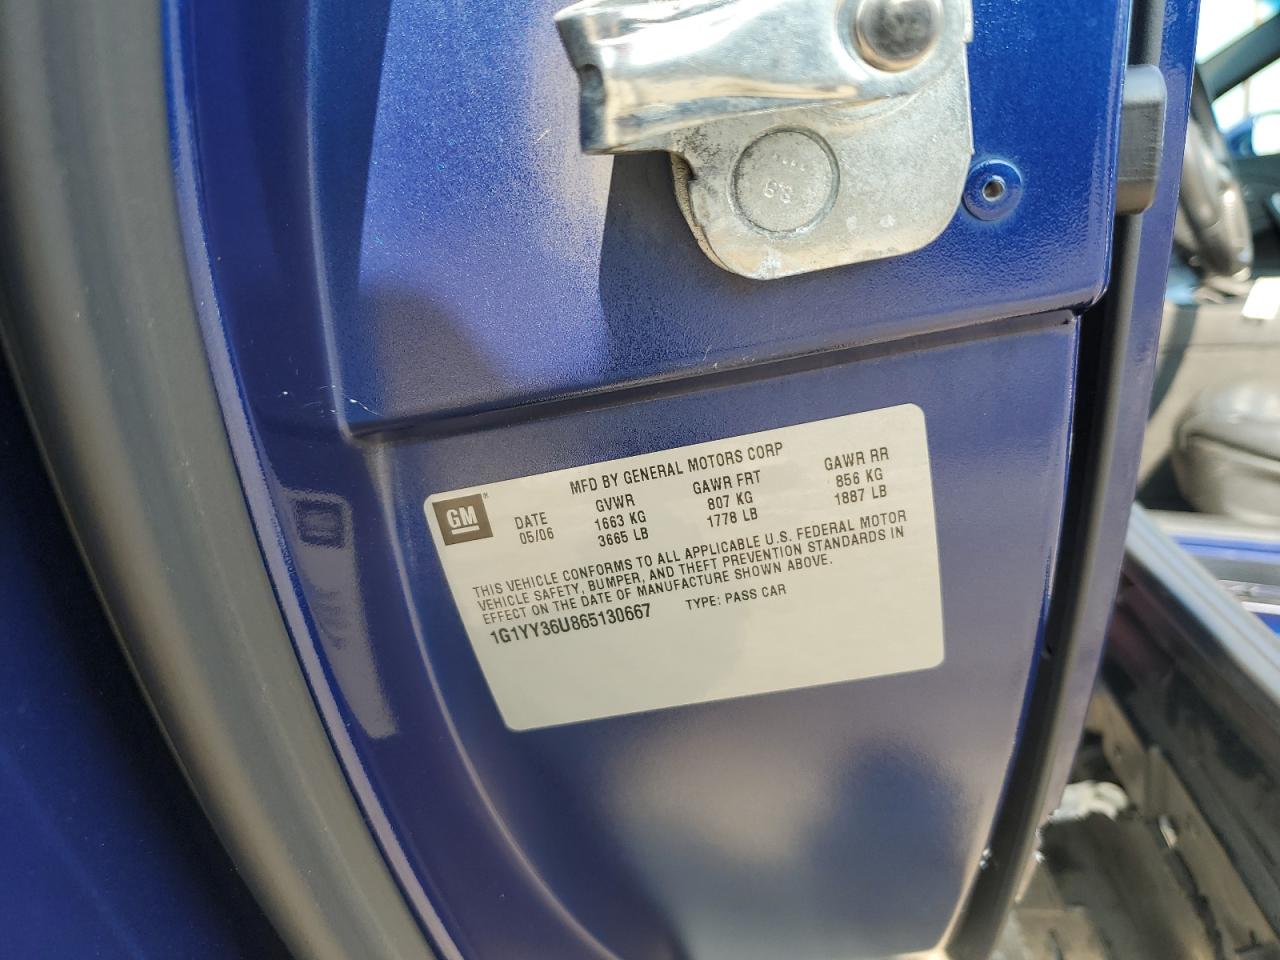 MFD BY GENERAL MOTORS CORP
GM ®
DATE GVWR GAWR FRT GAWR RR
05/06 1663 KG 807 KG 856 KG
3665 LB 1778 LB 1887 LB
THIS VEHICLE CONFORMS TO ALL APPLICABLE U.S. FEDERAL MOTOR
VEHICLE SAFETY, BUMPER, AND THEFT PREVENTION STANDARDS IN
EFFECT ON THE DATE OF MANUFACTURE SHOWN ABOVE.
1G1YY36U865130667 TYPE: PASS CAR